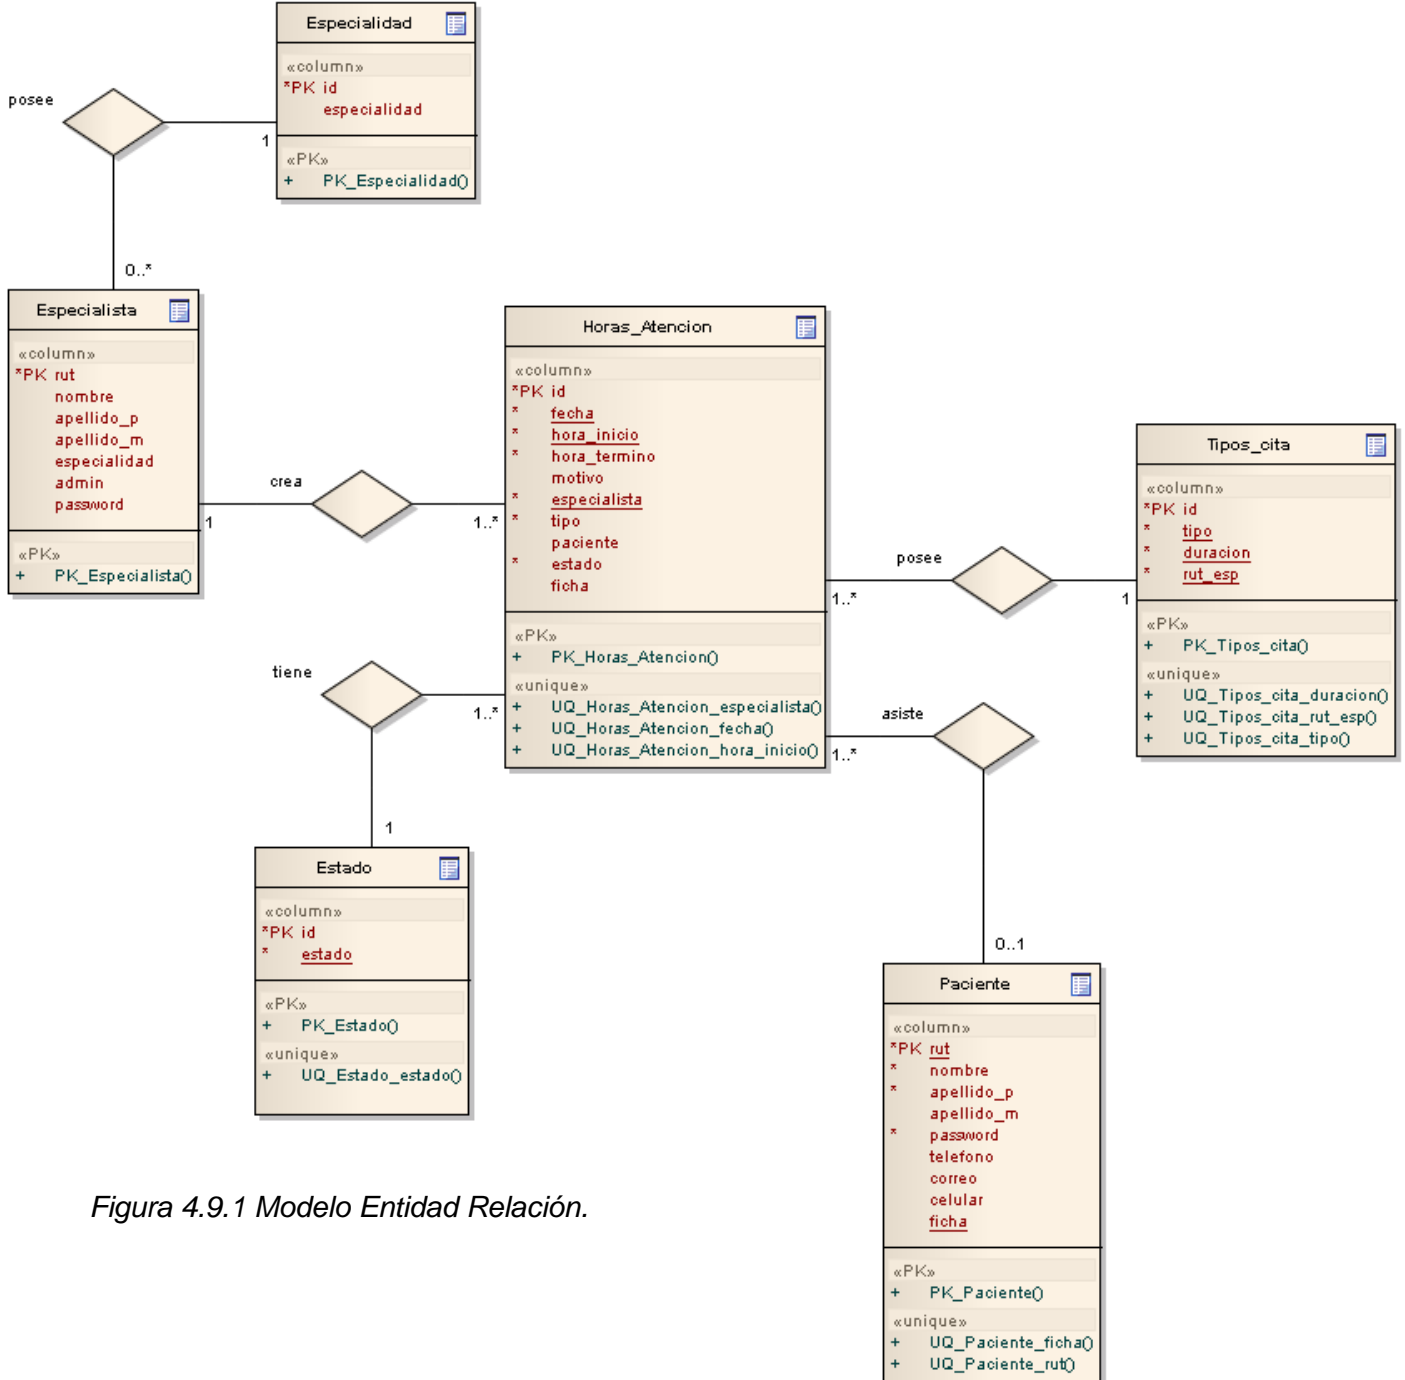 Especialidad
«column»
*PK id
especialidad
«PK»
+ PK_Especialidad()
posee
1
0..*
Especialista
«column»
*PK rut
nombre
apellido_p
apellido_m
especialidad
admin
password
«PK»
+ PK_Especialista()
crea
1
1..*
Horas_Atencion
«column»
*PK id
* fecha
* hora_inicio
* hora_termino
motivo
* especialista
* tipo
paciente
* estado
ficha
«PK»
+ PK_Horas_Atencion()
«unique»
+ UQ_Horas_Atencion_especialista()
+ UQ_Horas_Atencion_fecha()
+ UQ_Horas_Atencion_hora_inicio()
posee
1..*
1
Tipos_cita
«column»
*PK id
* tipo
* duracion
* rut_esp
«PK»
+ PK_Tipos_cita()
«unique»
+ UQ_Tipos_cita_duracion()
+ UQ_Tipos_cita_rut_esp()
+ UQ_Tipos_cita_tipo()
tiene
1..*
1
asiste
1..*
0..1
Estado
«column»
*PK id
* estado
«PK»
+ PK_Estado()
«unique»
+ UQ_Estado_estado()
Paciente
«column»
*PK rut
* nombre
* apellido_p
apellido_m
* password
telefono
correo
celular
ficha
«PK»
+ PK_Paciente()
«unique»
+ UQ_Paciente_ficha()
+ UQ_Paciente_rut()
Figura 4.9.1 Modelo Entidad Relación.